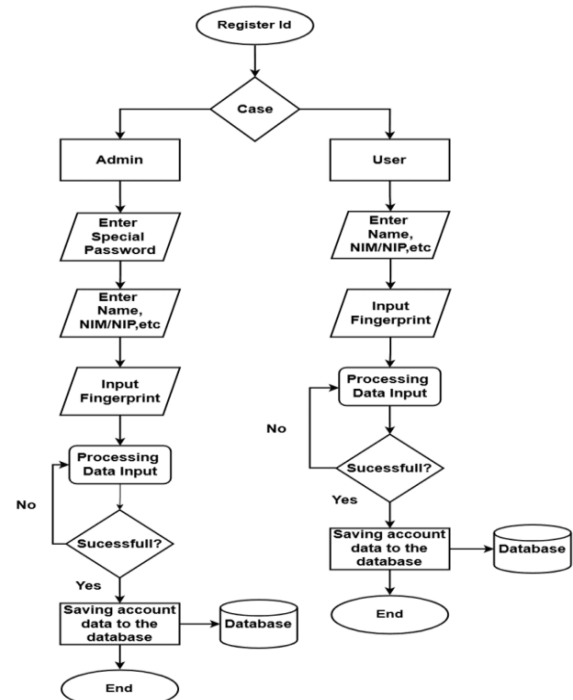 Register Id
Case
Admin
Enter
Special
Password
Enter
Name,
NIM/NIP,etc
Input
Fingerprint
Processing
Data Input
No
Sucessfull?
Yes
Saving account
data to the
database
Database
End
User
Enter
Name,
NIM/NIP,etc
Input
Fingerprint
Processing
Data Input
No
Sucessfull?
Yes
Saving account
data to the
database
Database
End